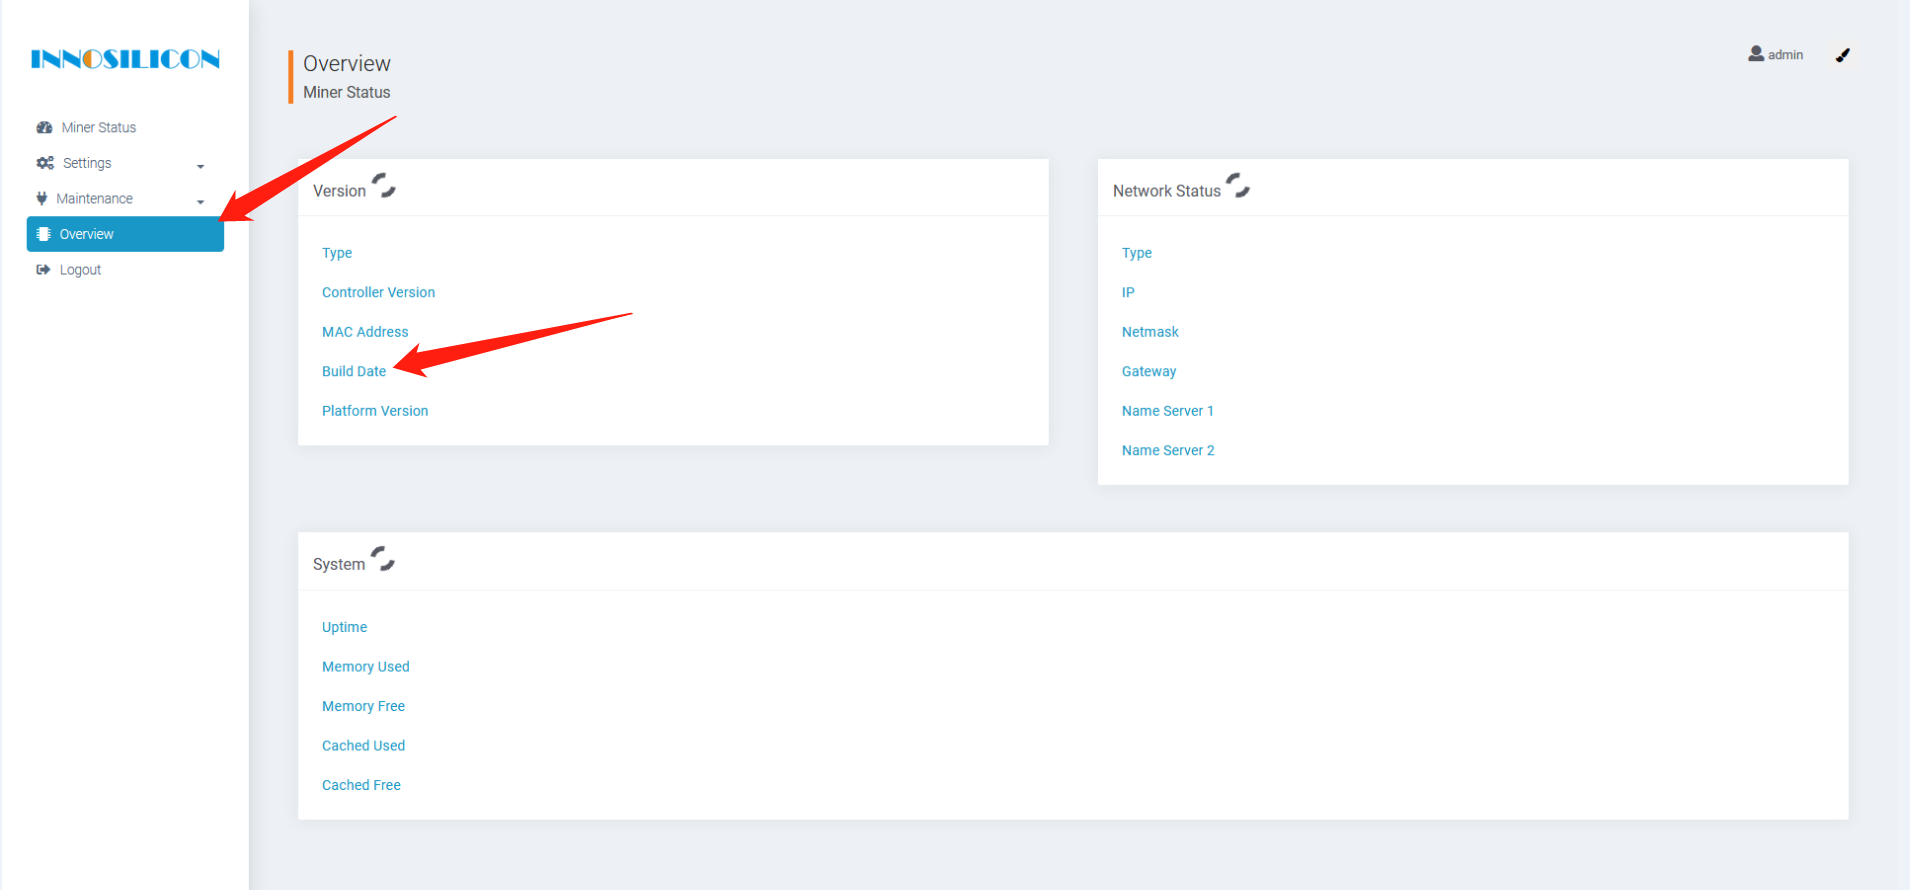 INNOSILICON
Miner Status
Settings
Maintenance
Overview
Logout
Overview
Miner Status
admin
Version
Type
Controller Version
MAC Address
Build Date
Platform Version
Network Status
Type
IP
Netmask
Gateway
Name Server 1
Name Server 2
System
Uptime
Memory Used
Memory Free
Cached Used
Cached Free